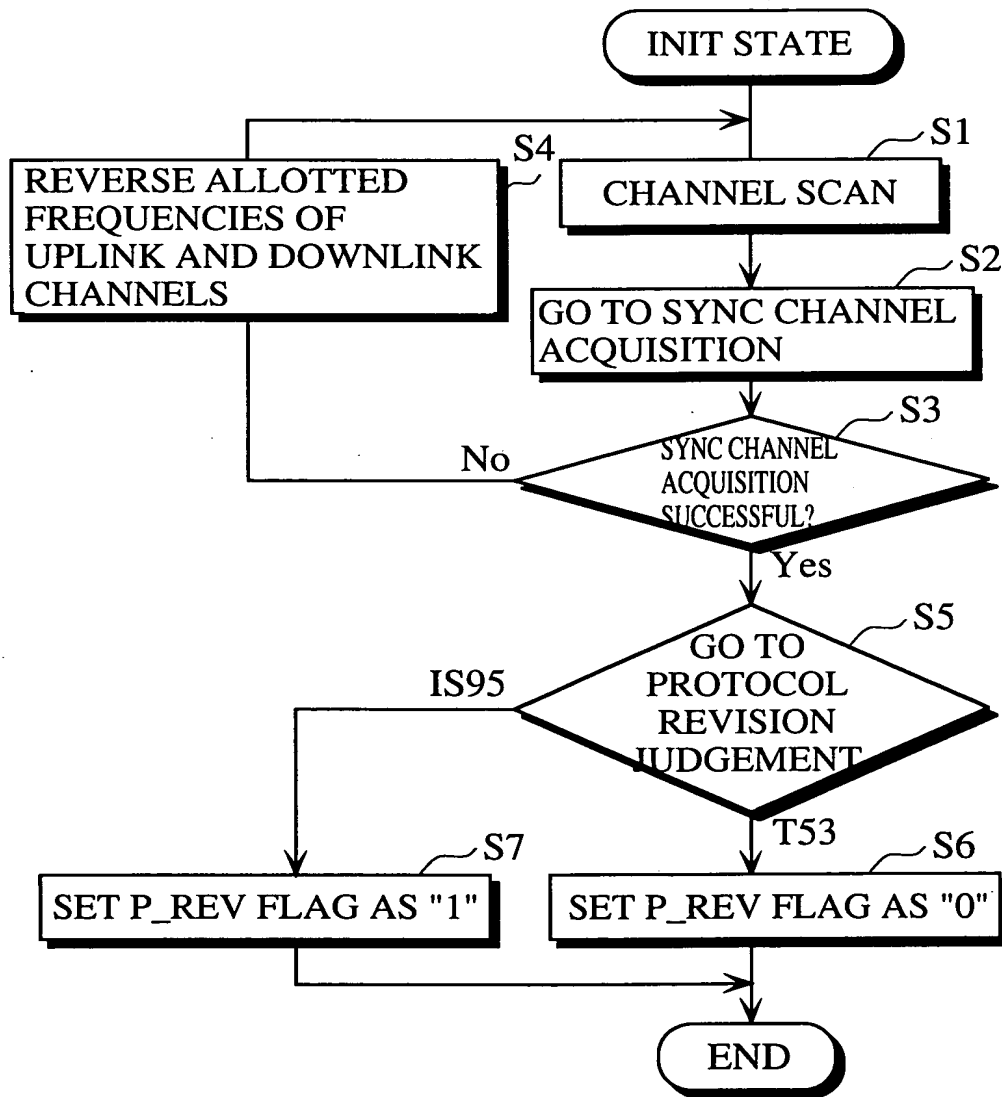 INIT STATE
S4
REVERSE ALLOTTED
FREQUENCIES OF
UPLINK AND DOWNLINK
CHANNELS
S1
CHANNEL SCAN
S2
GO TO SYNC CHANNEL
ACQUISITION
S3
SYNC CHANNEL
ACQUISITION
SUCCESSFUL?
No
Yes
S5
GO TO
PROTOCOL
REVISION
JUDGEMENT
IS95
T53
S7
SET P_REV FLAG AS "1"
S6
SET P_REV FLAG AS "0"
END